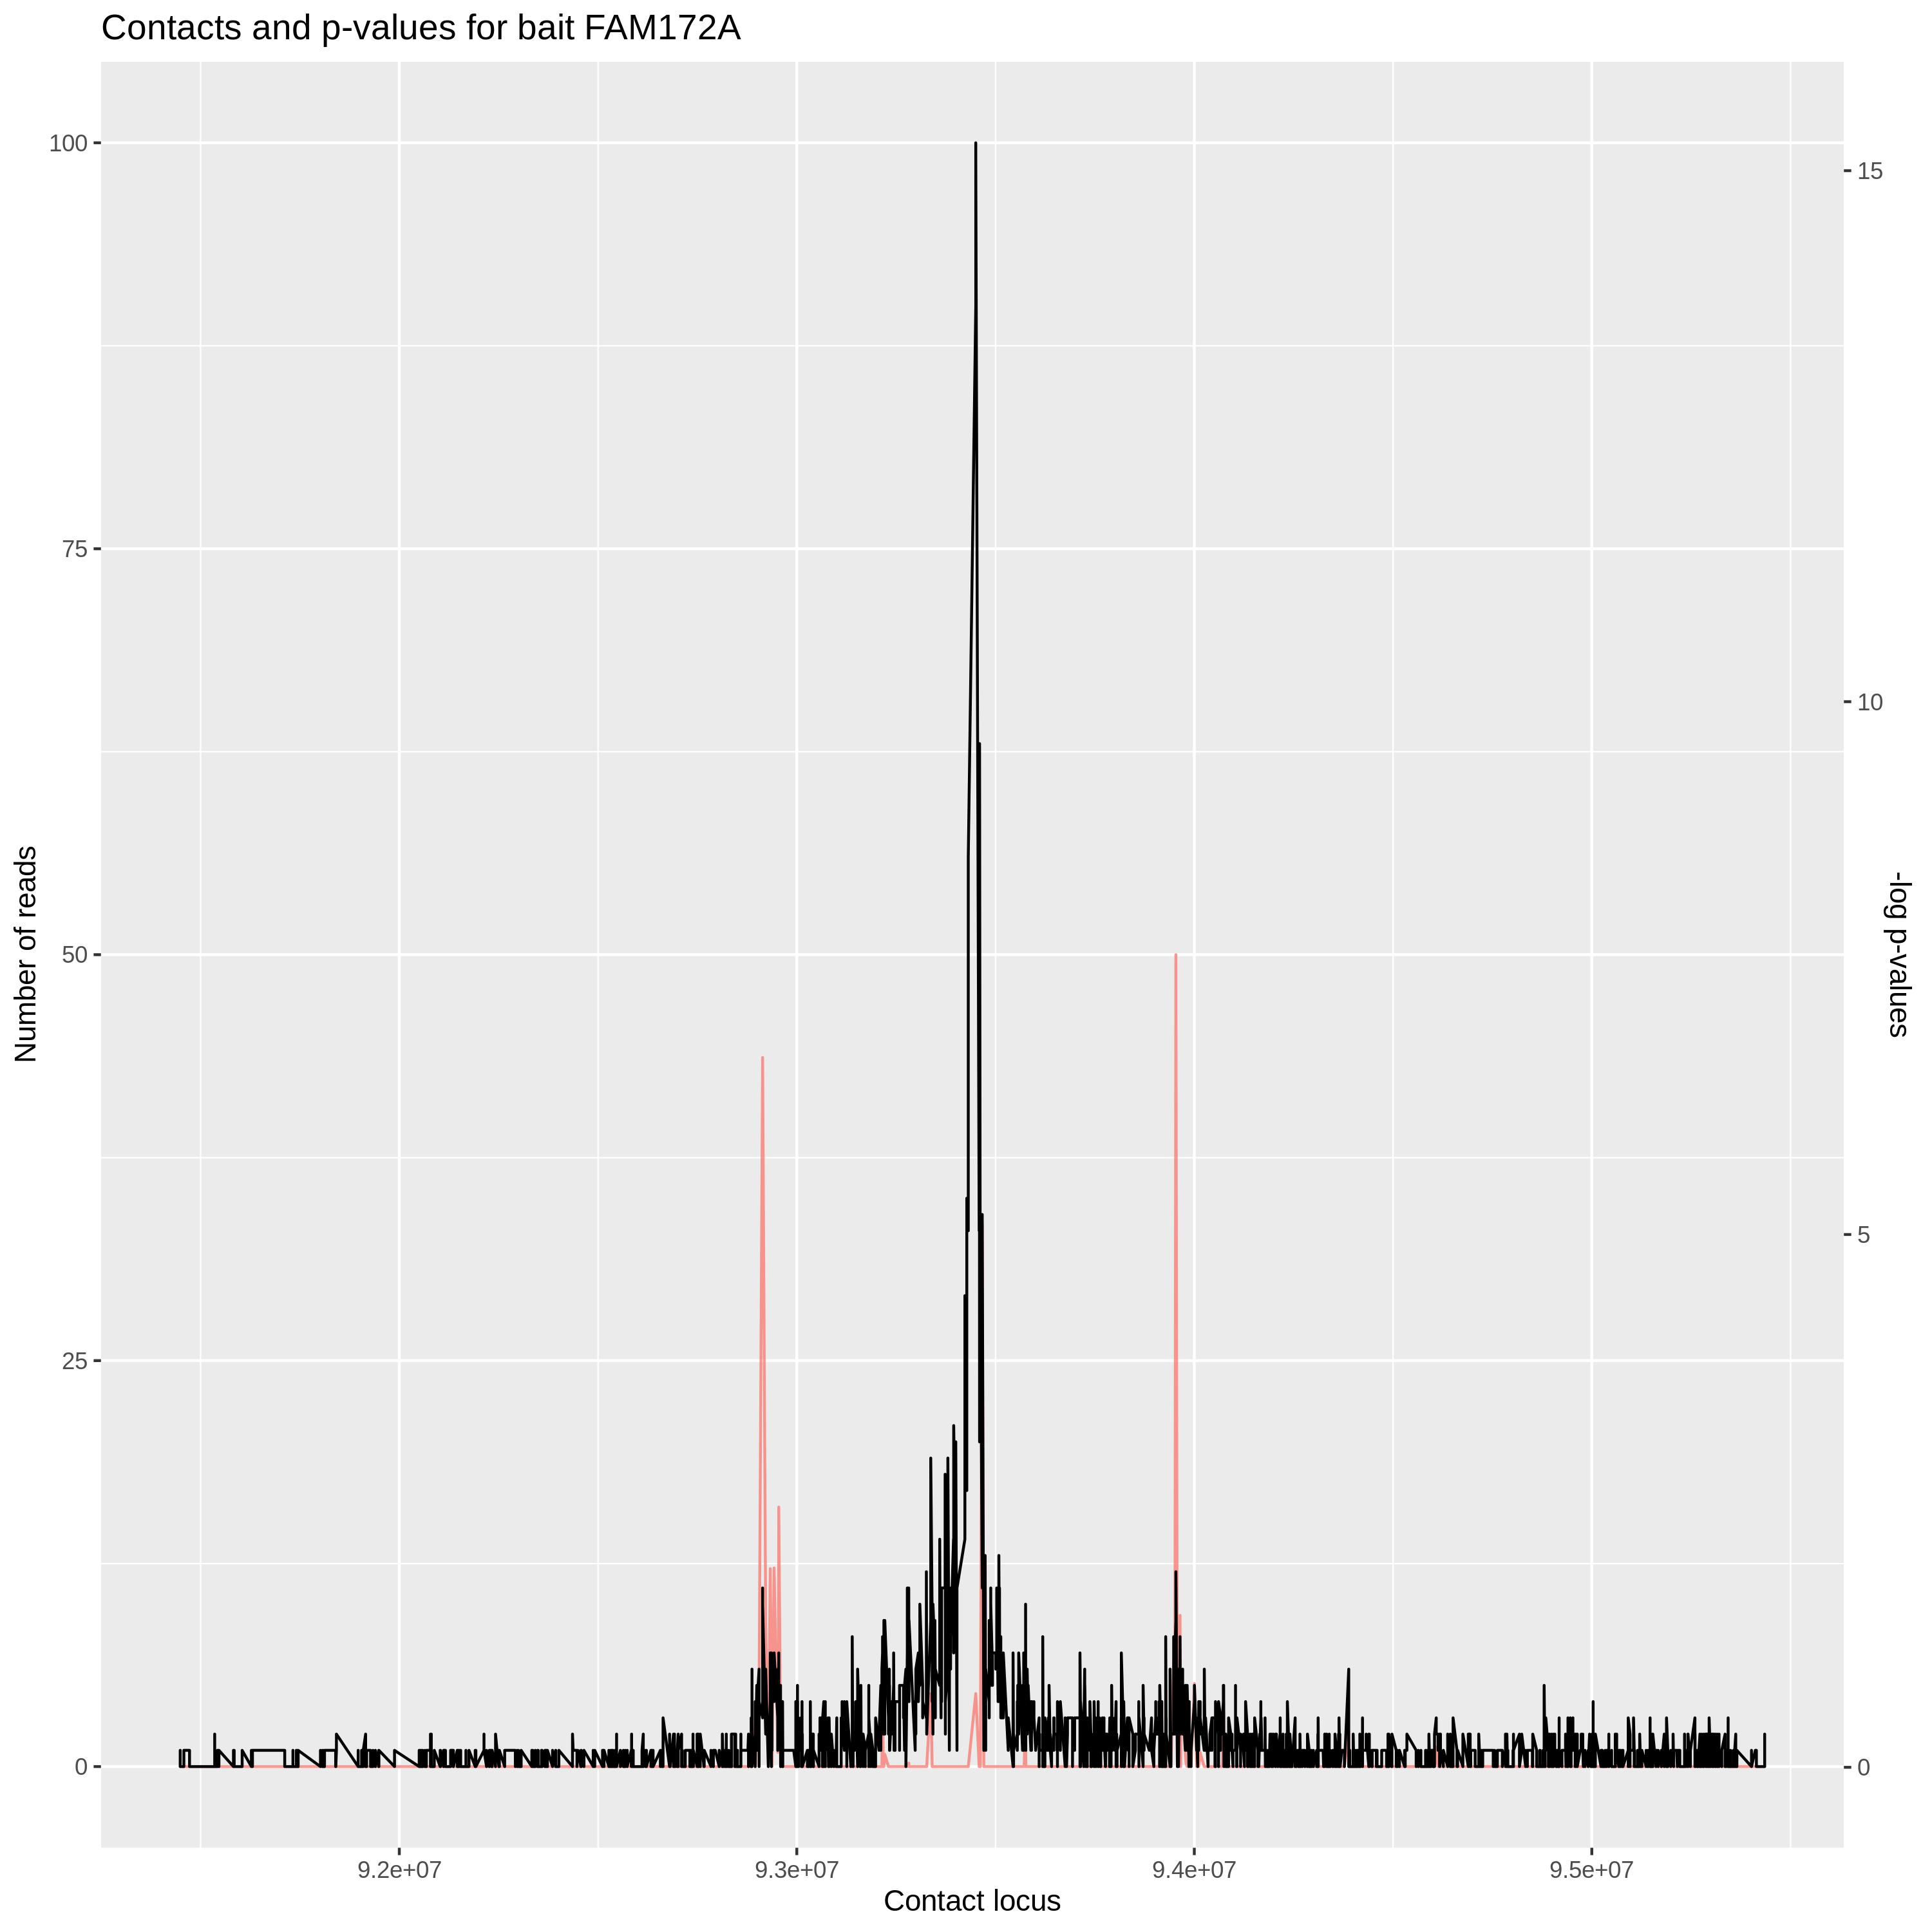 Contacts and p-values for bait FAM172A
100
75
50
25
0
Number of reads
15
10
5
0
-log p-values
9.2e+07
9.3e+07
9.4e+07
9.5e+07
Contact locus